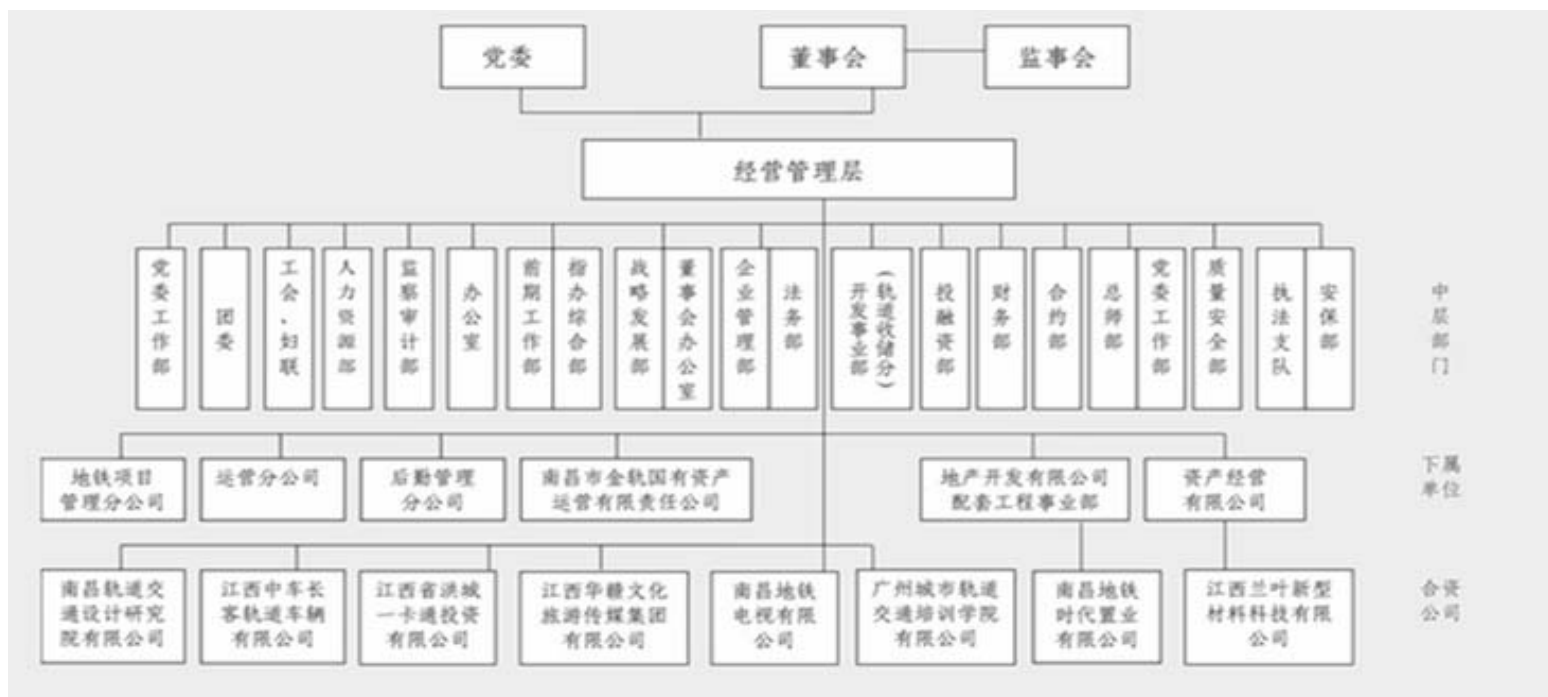 党委
董事会
监事会
经营管理层
党委工作部
团委
工会、妇联
人力资源部
监察审计部
办公室
前期工作部
指办综合部
战略发展部
董事会办公室
企业管理部
法务部
(轨道收储分)
开发事业部
投融资部
财务部
合约部
总师部
党委工作部
质量安全部
执法支队
安保部
中层部门
地铁项目
管理分公司
运营分公司
后勤管理
分公司
南昌市金轨国有资产
运营有限责任公司
地产开发有限公司
配套工程事业部
资产经营
有限公司
下属
单位
南昌轨道交
通设计研究
院有限公司
江西中车长
客轨道车辆
有限公司
江西省洪城
一卡通投资
有限公司
江西华赣文化
旅游传媒集团
有限公司
南昌地铁
电视有限
公司
广州城市轨道
交通培训学院
有限公司
南昌地铁
时代置业有
限公司
江西兰叶新型
材料科技有限
公司
合资
公司